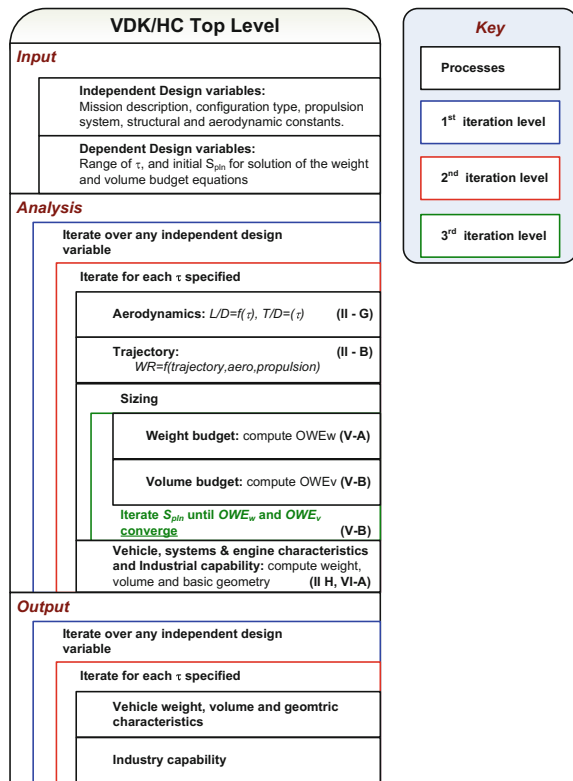 VDK/HC Top Level
Input
Independent Design variables:
Mission description, configuration type, propulsion
system, structural and aerodynamic constants.
Dependent Design variables:
Range of τ, and initial Spln for solution of the weight
and volume budget equations
Analysis
Iterate over any independent design
variable
Iterate for each τ specified
Aerodynamics: L/D=f(τ), T/D=(τ) (II - G)
Trajectory: (II - B)
WR=f(trajectory,aero,propulsion)
Sizing
Weight budget: compute OWEw (V-A)
Volume budget: compute OWEv (V-B)
Iterate Spln until OWEw and OWEv
converge (V-B)
Vehicle, systems & engine characteristics
and Industrial capability: compute weight,
volume and basic geometry (II H, VI-A)
Output
Iterate over any independent design
variable
Iterate for each τ specified
Vehicle weight, volume and geomtric
characteristics
Industry capability
Key
Processes
1st iteration level
2nd iteration level
3rd iteration level